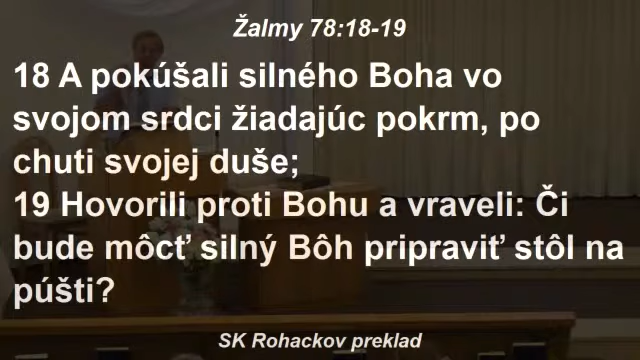 Žalmy 78:18-19
18 A pokúšali silného Boha vo
svojom srdci žiadajúc pokrm, po
chuti svojej duše;
19 Hovorili proti Bohu a vraveli: Či
bude môcť silný Bôh pripraviť stôl na
púšti?
SK Rohackov preklad